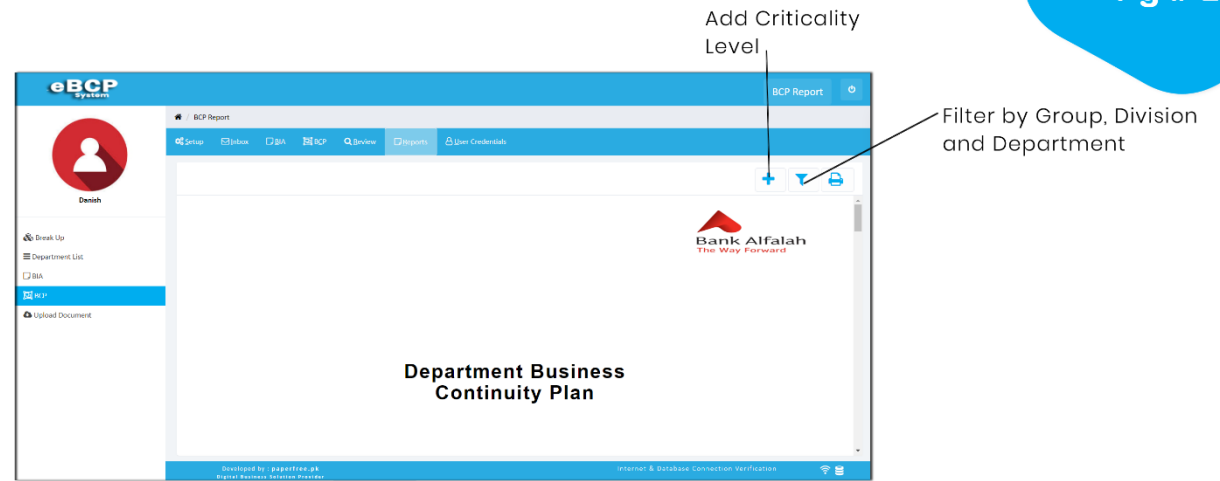 Add Criticality
Level
eBCP
System
BCP Report
Filter by Group, Division
and Department
/ BCP Report
Setup Inbox BIA BCP Review Reports User Credentials
Danish
Bank Alfalah
The Way Forward
Break Up
Department List
BIA
BCP
Upload Document
Department Business
Continuity Plan
Developed by : paperfree.pk
Digital Business Solution Provider
Internet & Database Connection Verification